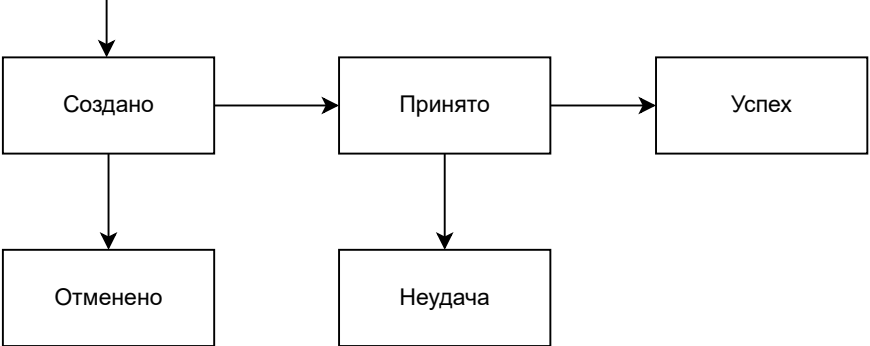 Создано
Принято
Успех
Отменено
Неудача